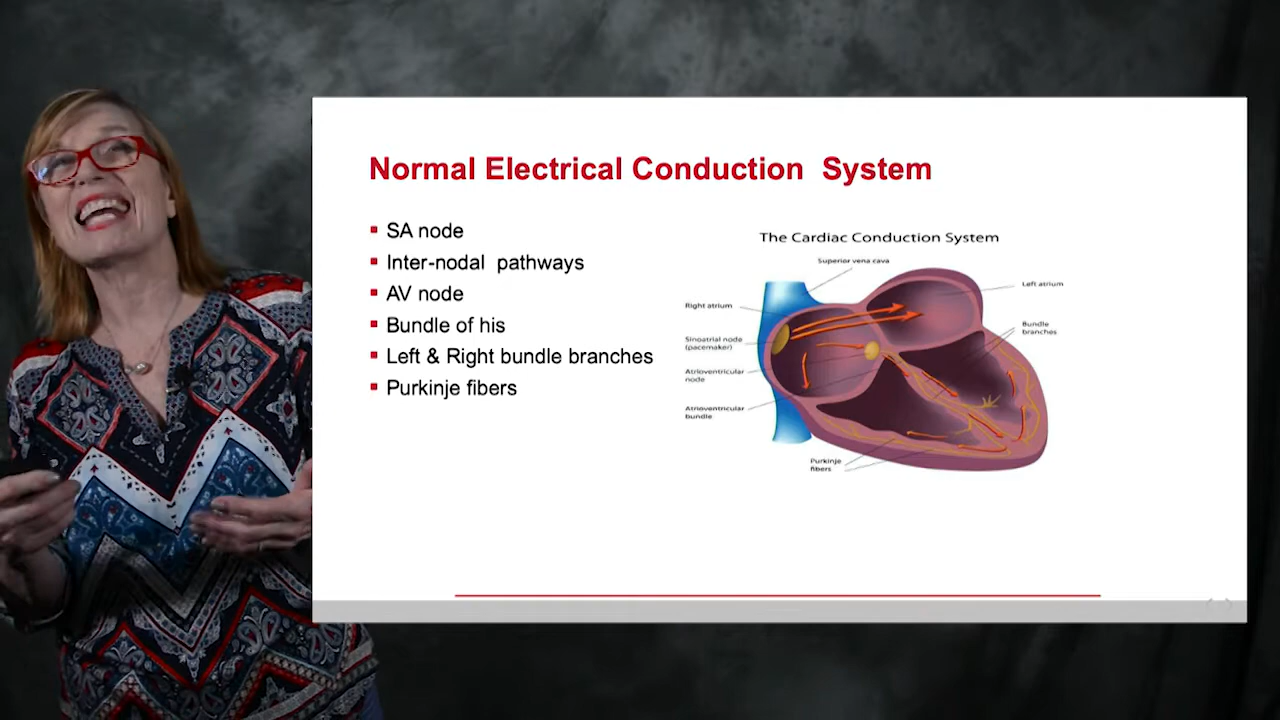 Normal Electrical Conduction System
SA node
Inter-nodal pathways
AV node
Bundle of his
Left & Right bundle branches
Purkinje fibers
The Cardiac Conduction System
Superior vena cava
Right atrium
Left atrium
Sinoatrial node
(pacemaker)
Bundle
branches
Atrioventricular
node
Atrioventricular
bundle
Purkinje
fibers